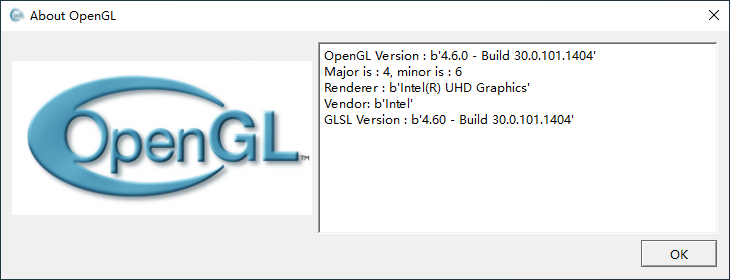 About OpenGL
OpenGL™
OpenGL Version : b'4.6.0 - Build 30.0.101.1404'
Major is : 4, minor is : 6
Renderer : b'Intel(R) UHD Graphics'
Vendor: b'Intel'
GLSL Version : b'4.60 - Build 30.0.101.1404'
OK